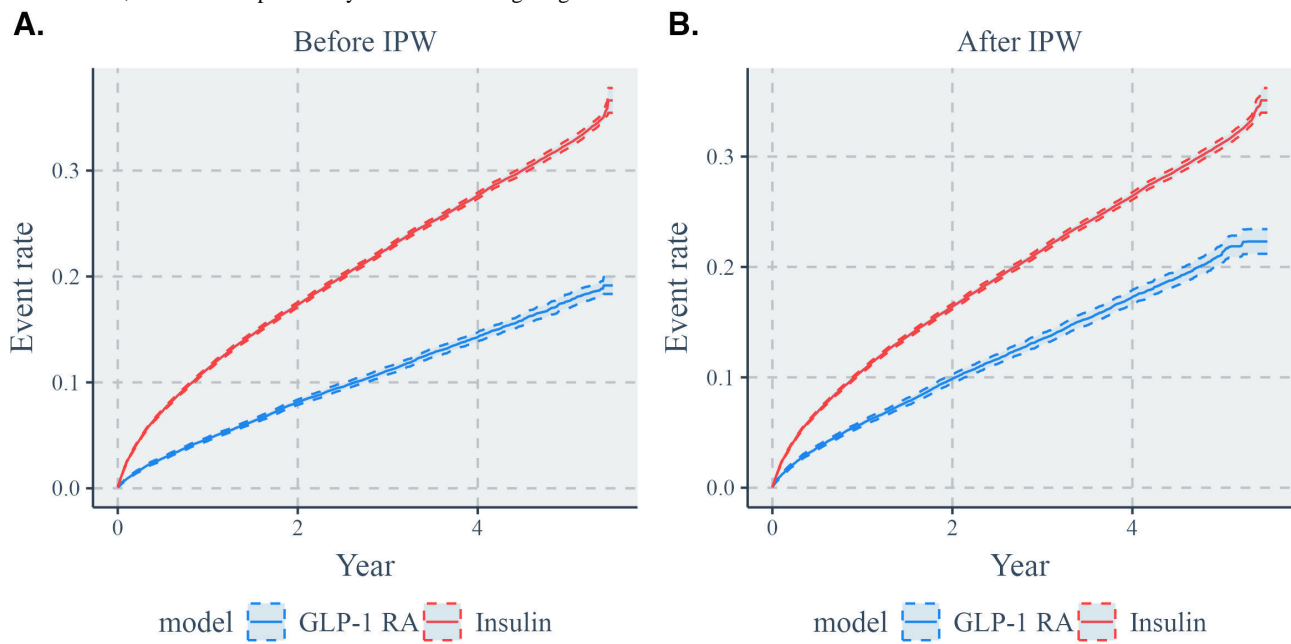 A.
Before IPW
Event rate
0.3
0.2
0.1
0.0
0
2
4
Year
model GLP-1 RA Insulin
B.
After IPW
Event rate
0.3
0.2
0.1
0.0
0
2
4
Year
model GLP-1 RA Insulin